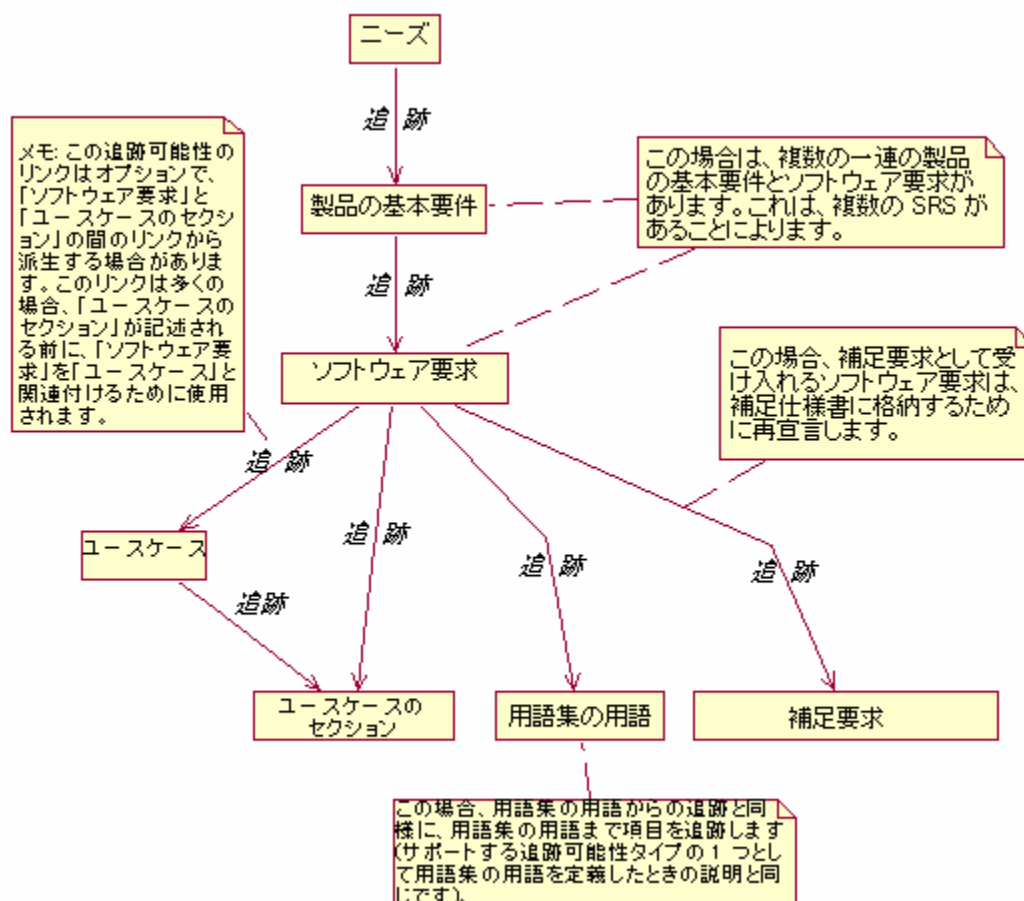 ニーズ
追 跡
メモ: この追跡可能性の
リンクはオプションで、
「ソフトウェア要求」と
「ユースケースのセクシ
ョン」の間のリンクから
派生する場合がありま
す。このリンクは多くの
場合、「ユースケースの
セクション」が記述され
る前に、「ソフトウェア要
求」を「ユースケース」と
関連付けるために使用
されます。
この場合は、複数の一連の製品
の基本要件とソフトウェア要求が
あります。これは、複数の SRS が
あることによります。
製品の基本要件
追 跡
ソフトウェア要求
この場合、補足要求として受
け入れるソフトウェア要求は、
補足仕様書に格納するため
に再宣言します。
追 跡
追 跡
追 跡
追 跡
ユースケース
追跡
ユースケースの
セクション
用語集の用語
補足要求
この場合、用語集の用語からの追跡と同
様に、用語集の用語まで項目を追跡します
(サポートする追跡可能性タイプの 1 つとし
て用語集の用語を定義したときの説明と同
じです)。